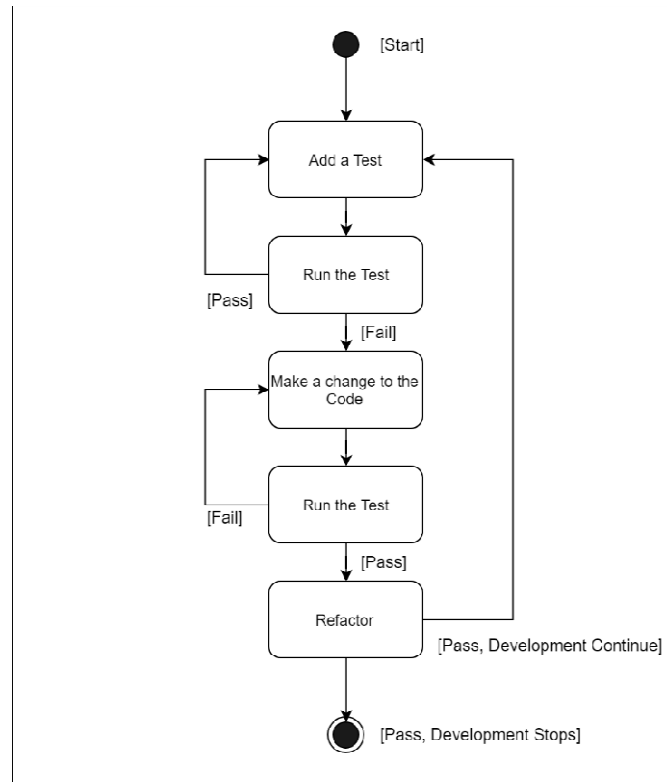 [Start]
Add a Test
Run the Test
[Pass]
[Fail]
Make a change to the
Code
Run the Test
[Fail]
[Pass]
Refactor
[Pass, Development Continue]
[Pass, Development Stops]